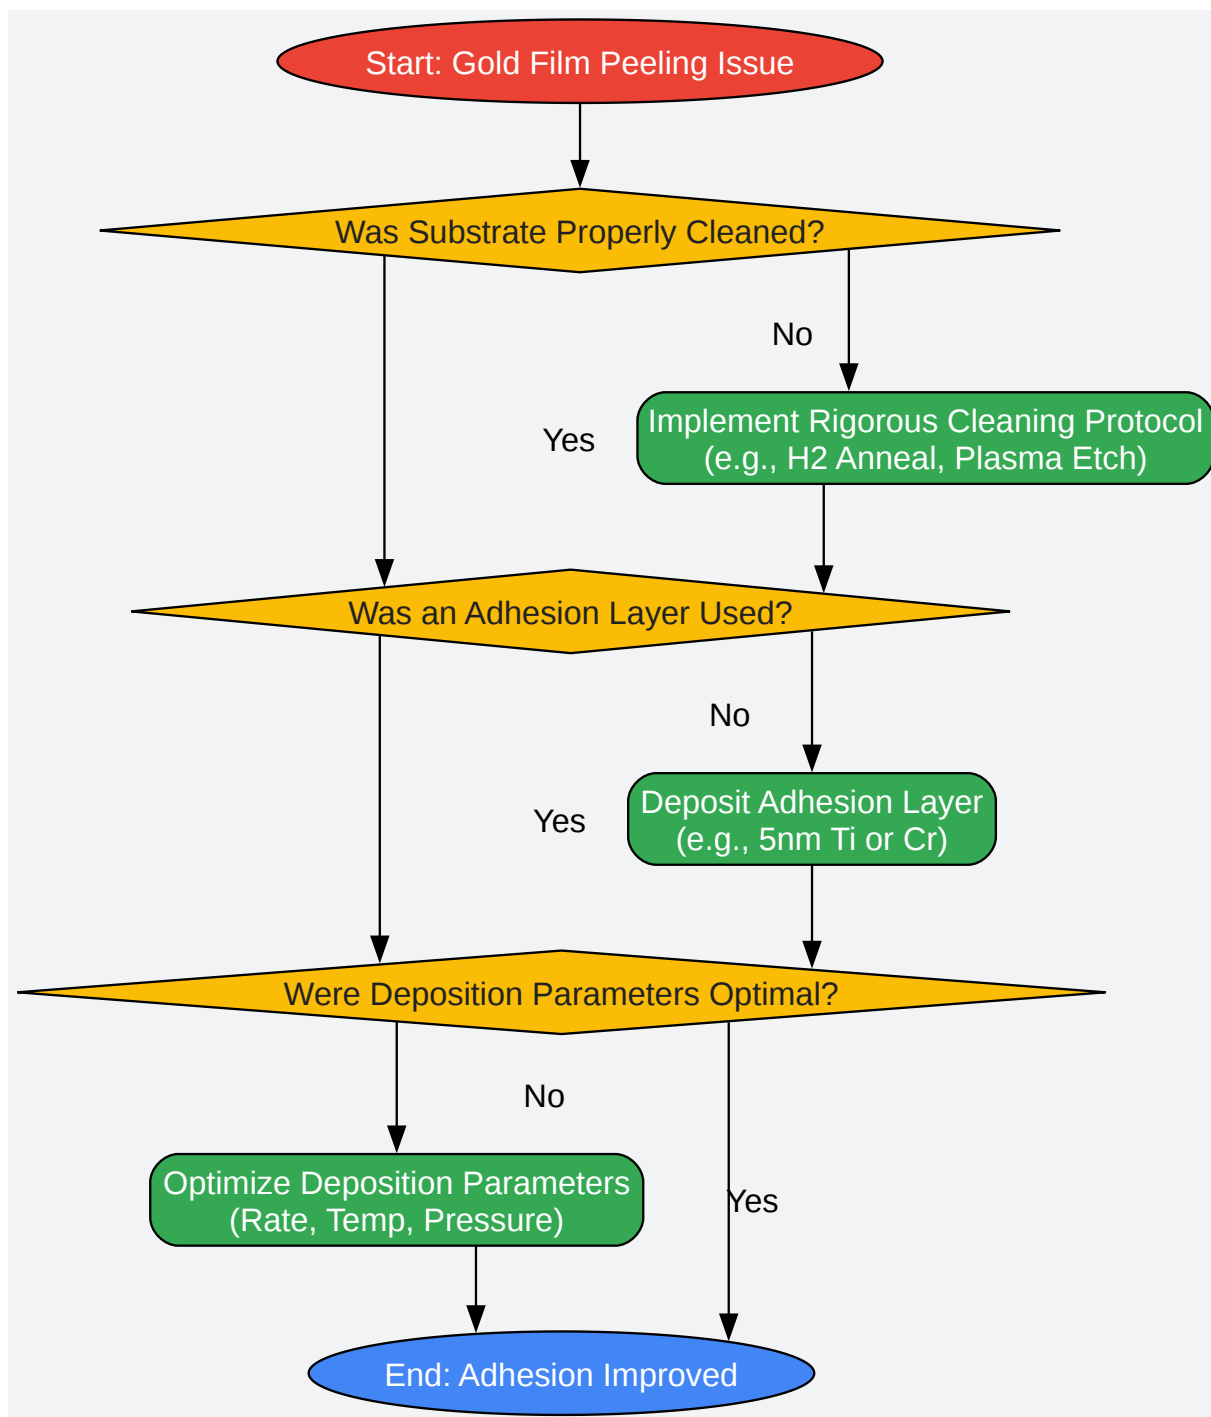 Start: Gold Film Peeling Issue
Was Substrate Properly Cleaned?
No
Yes
Implement Rigorous Cleaning Protocol
(e.g., H2 Anneal, Plasma Etch)
Was an Adhesion Layer Used?
No
Yes
Deposit Adhesion Layer
(e.g., 5nm Ti or Cr)
Were Deposition Parameters Optimal?
No
Optimize Deposition Parameters
(Rate, Temp, Pressure)
Yes
End: Adhesion Improved